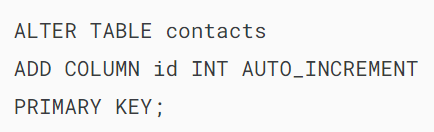 ALTER TABLE contacts
ADD COLUMN id INT AUTO_INCREMENT
PRIMARY KEY;